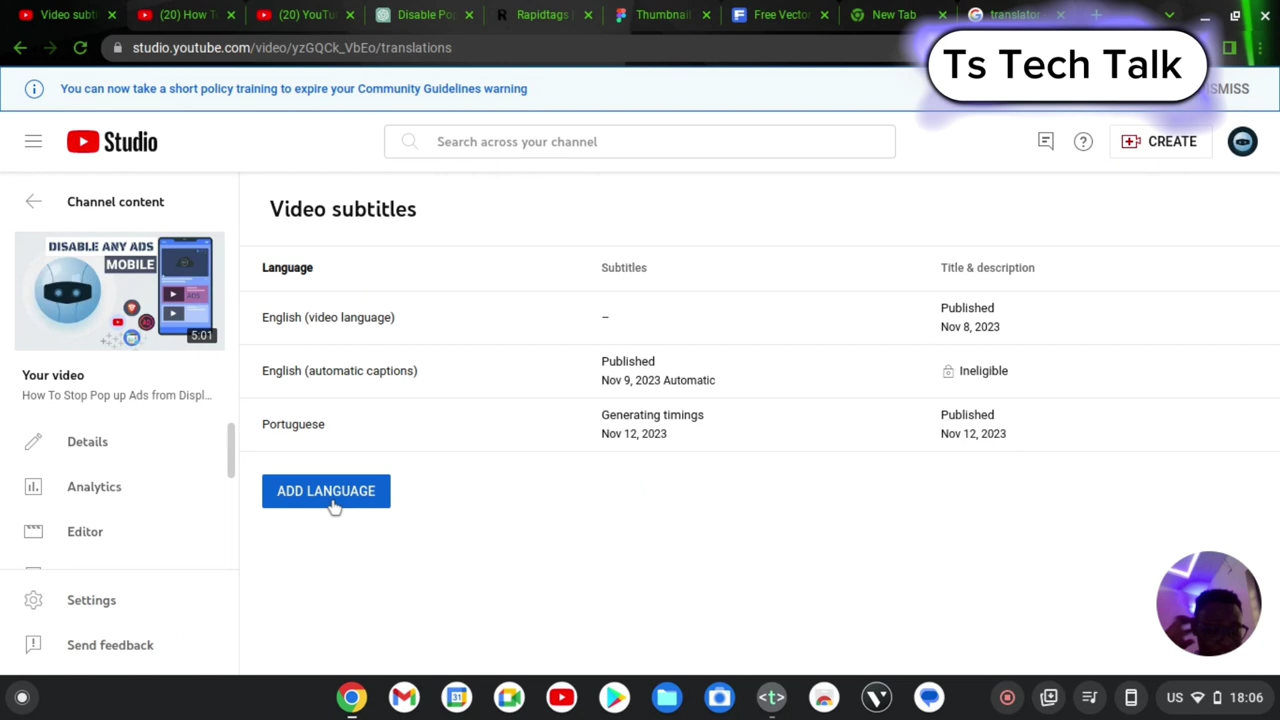 Video subti
(20) How T
(20) YouTu
Disable Po
Rapidtags
Thumbnail
Free Vecto
New Tab
translator
studio.youtube.com/video/yzGQCk_VbEo/translations
Ts Tech Talk
You can now take a short policy training to expire your Community Guidelines warning
SMISS
Studio
Search across your channel
CREATE
Channel content
Video subtitles
DISABLE ANY ADS
MOBILE
ADS
5:01
Language
Subtitles
Title & description
English (video language)
–
Published
Nov 8, 2023
English (automatic captions)
Published
Nov 9, 2023 Automatic
Ineligible
Portuguese
Generating timings
Nov 12, 2023
Published
Nov 12, 2023
Your video
How To Stop Pop up Ads from Displ...
ADD LANGUAGE
Details
Analytics
Editor
Settings
Send feedback
31
<t>
US
18:06